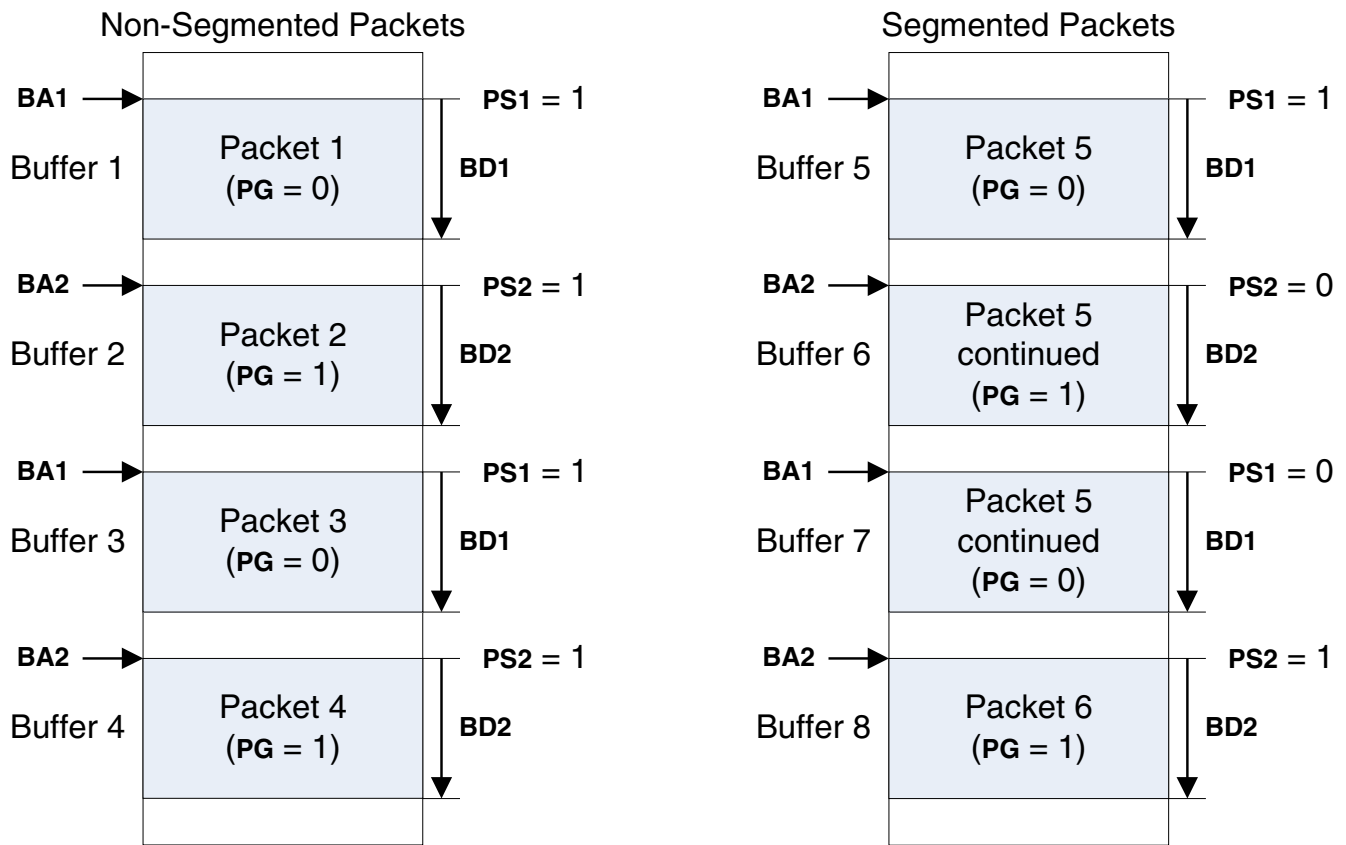 Non-Segmented Packets
BA1
PS1 = 1
Buffer 1
Packet 1
(PG = 0)
BD1
BA2
PS2 = 1
Buffer 2
Packet 2
(PG = 1)
BD2
BA1
PS1 = 1
Buffer 3
Packet 3
(PG = 0)
BD1
BA2
PS2 = 1
Buffer 4
Packet 4
(PG = 1)
BD2
Segmented Packets
BA1
PS1 = 1
Buffer 5
Packet 5
(PG = 0)
BD1
BA2
PS2 = 0
Buffer 6
Packet 5
continued
(PG = 1)
BD2
BA1
PS1 = 0
Buffer 7
Packet 5
continued
(PG = 0)
BD1
BA2
PS2 = 1
Buffer 8
Packet 6
(PG = 1)
BD2